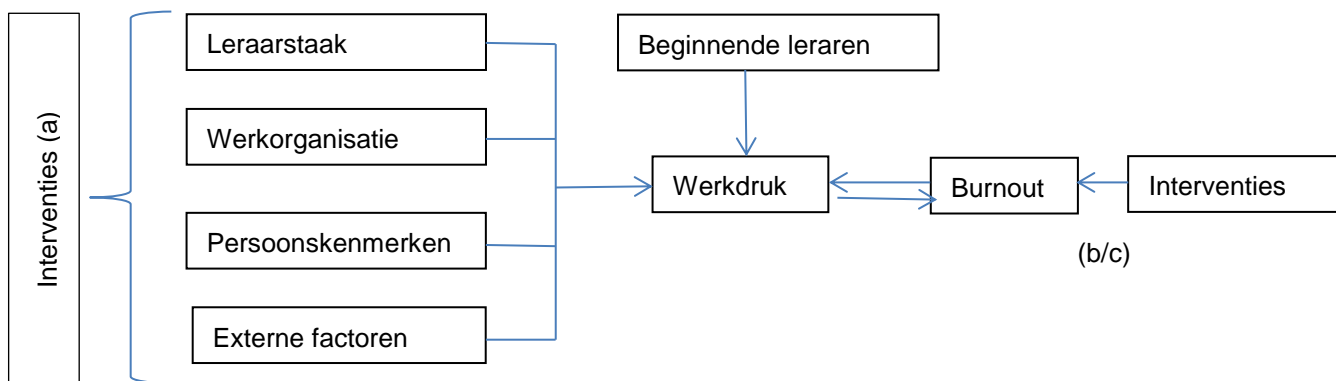 Interventies (a)
Leraarstaak
Werkorganisatie
Persoonskenmerken
Externe factoren
Beginnende leraren
Werkdruk
Burnout
Interventies
(b/c)